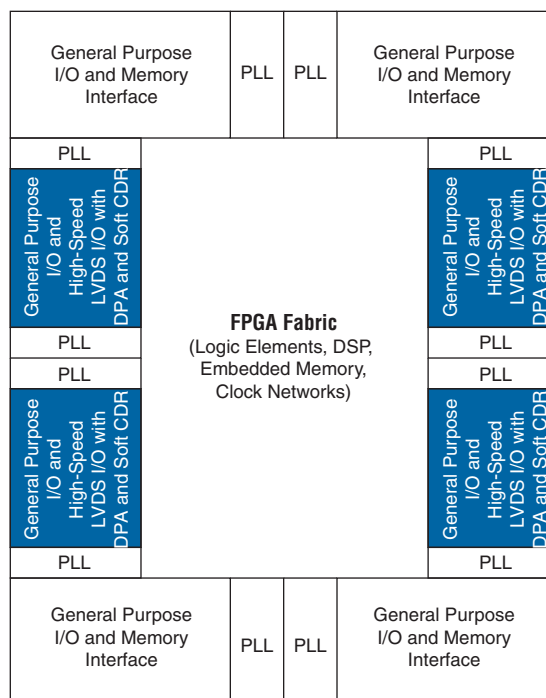 General Purpose
I/O and Memory
Interface
PLL
PLL
General Purpose
I/O and Memory
Interface
PLL
General Purpose
I/O and
High-Speed
LVDS I/O with
DPA and Soft CDR
PLL
PLL
General Purpose
I/O and
High-Speed
LVDS I/O with
DPA and Soft CDR
PLL
FPGA Fabric
(Logic Elements, DSP,
Embedded Memory,
Clock Networks)
PLL
General Purpose
I/O and
High-Speed
LVDS I/O with
DPA and Soft CDR
PLL
PLL
General Purpose
I/O and
High-Speed
LVDS I/O with
DPA and Soft CDR
PLL
General Purpose
I/O and Memory
Interface
PLL
PLL
General Purpose
I/O and Memory
Interface